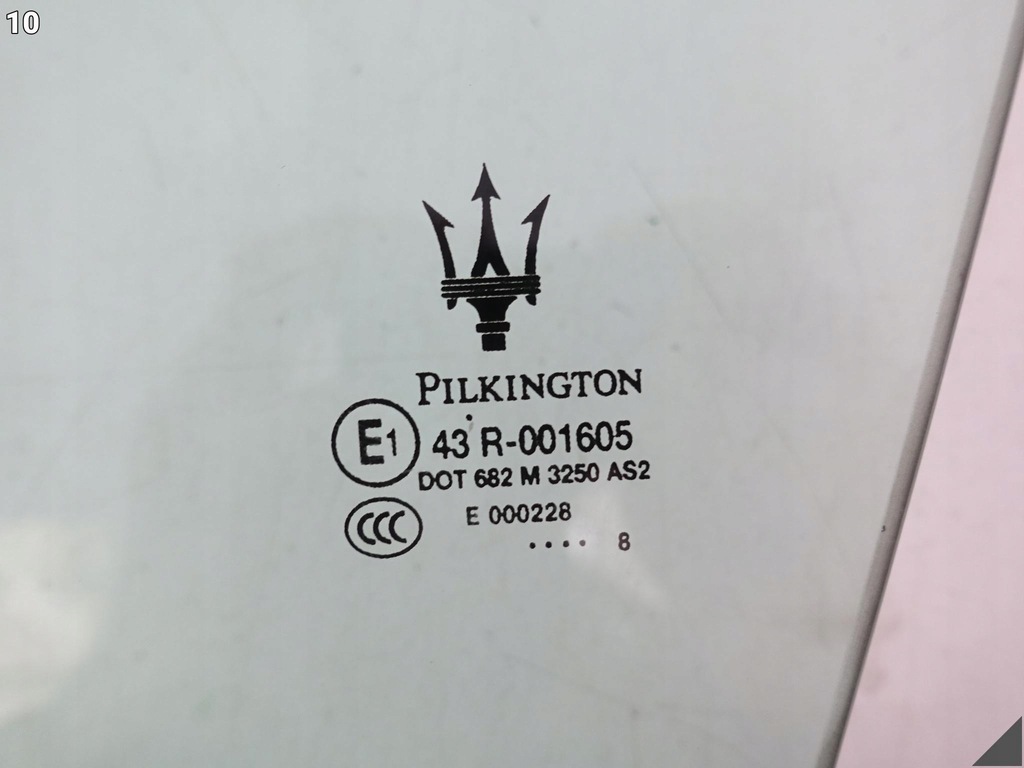 10
PILKINGTON
E1 43 R-001605
DOT 682 M 3250 AS2
CCC E 000228
.... 8